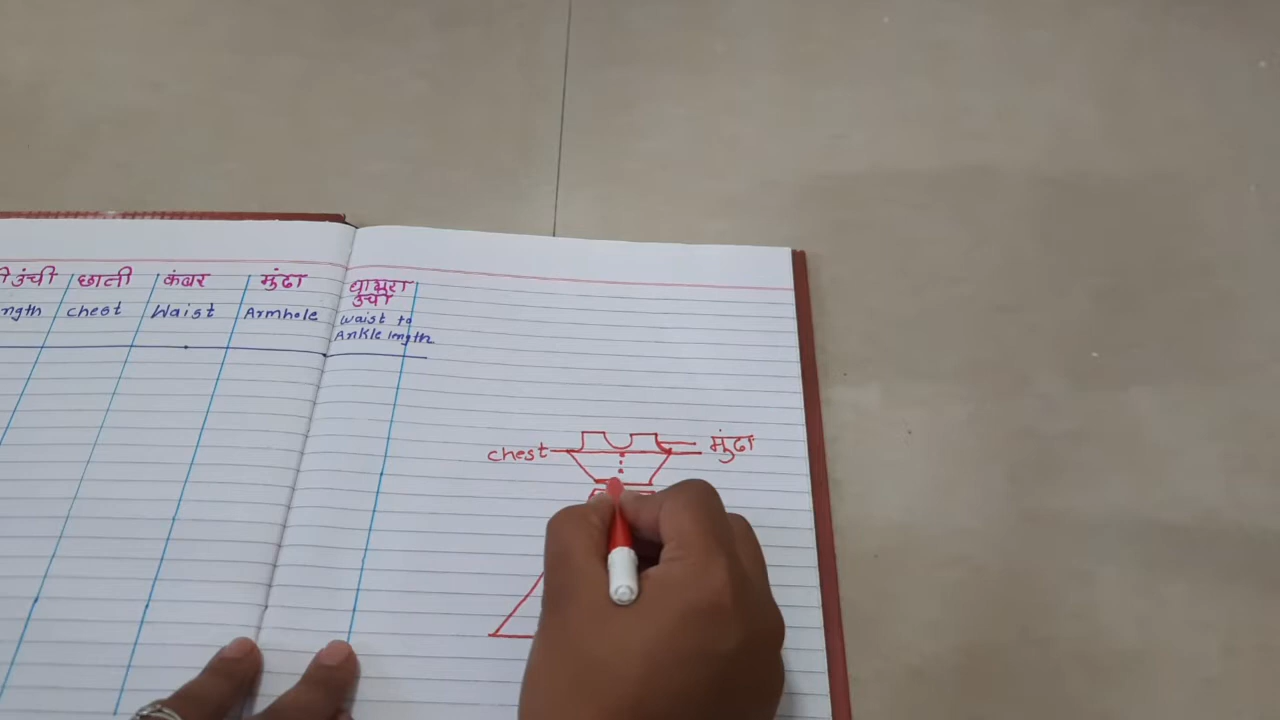 उंची छाती कंबर मुंढा घागरा
उंची
ngth chest Waist Armhole Waist to
Ankle length
chest मुंढा